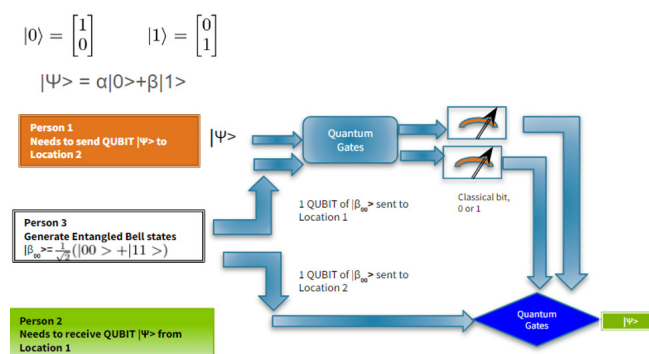 |0⟩ = [1 0] |1⟩ = [0 1]
|Ψ> = α|0>+β|1>
Person 1
Needs to send QUBIT |Ψ> to
Location 2
|Ψ>
Quantum
Gates
1 QUBIT of |β∞> sent to
Location 1
Classical bit,
0 or 1
Person 3
Generate Entangled Bell states
|β∞>= 1/√2 (|00 > +|11 >)
1 QUBIT of |β∞> sent to
Location 2
Person 2
Needs to receive QUBIT |Ψ> from
Location 1
Quantum
Gates
|Ψ>